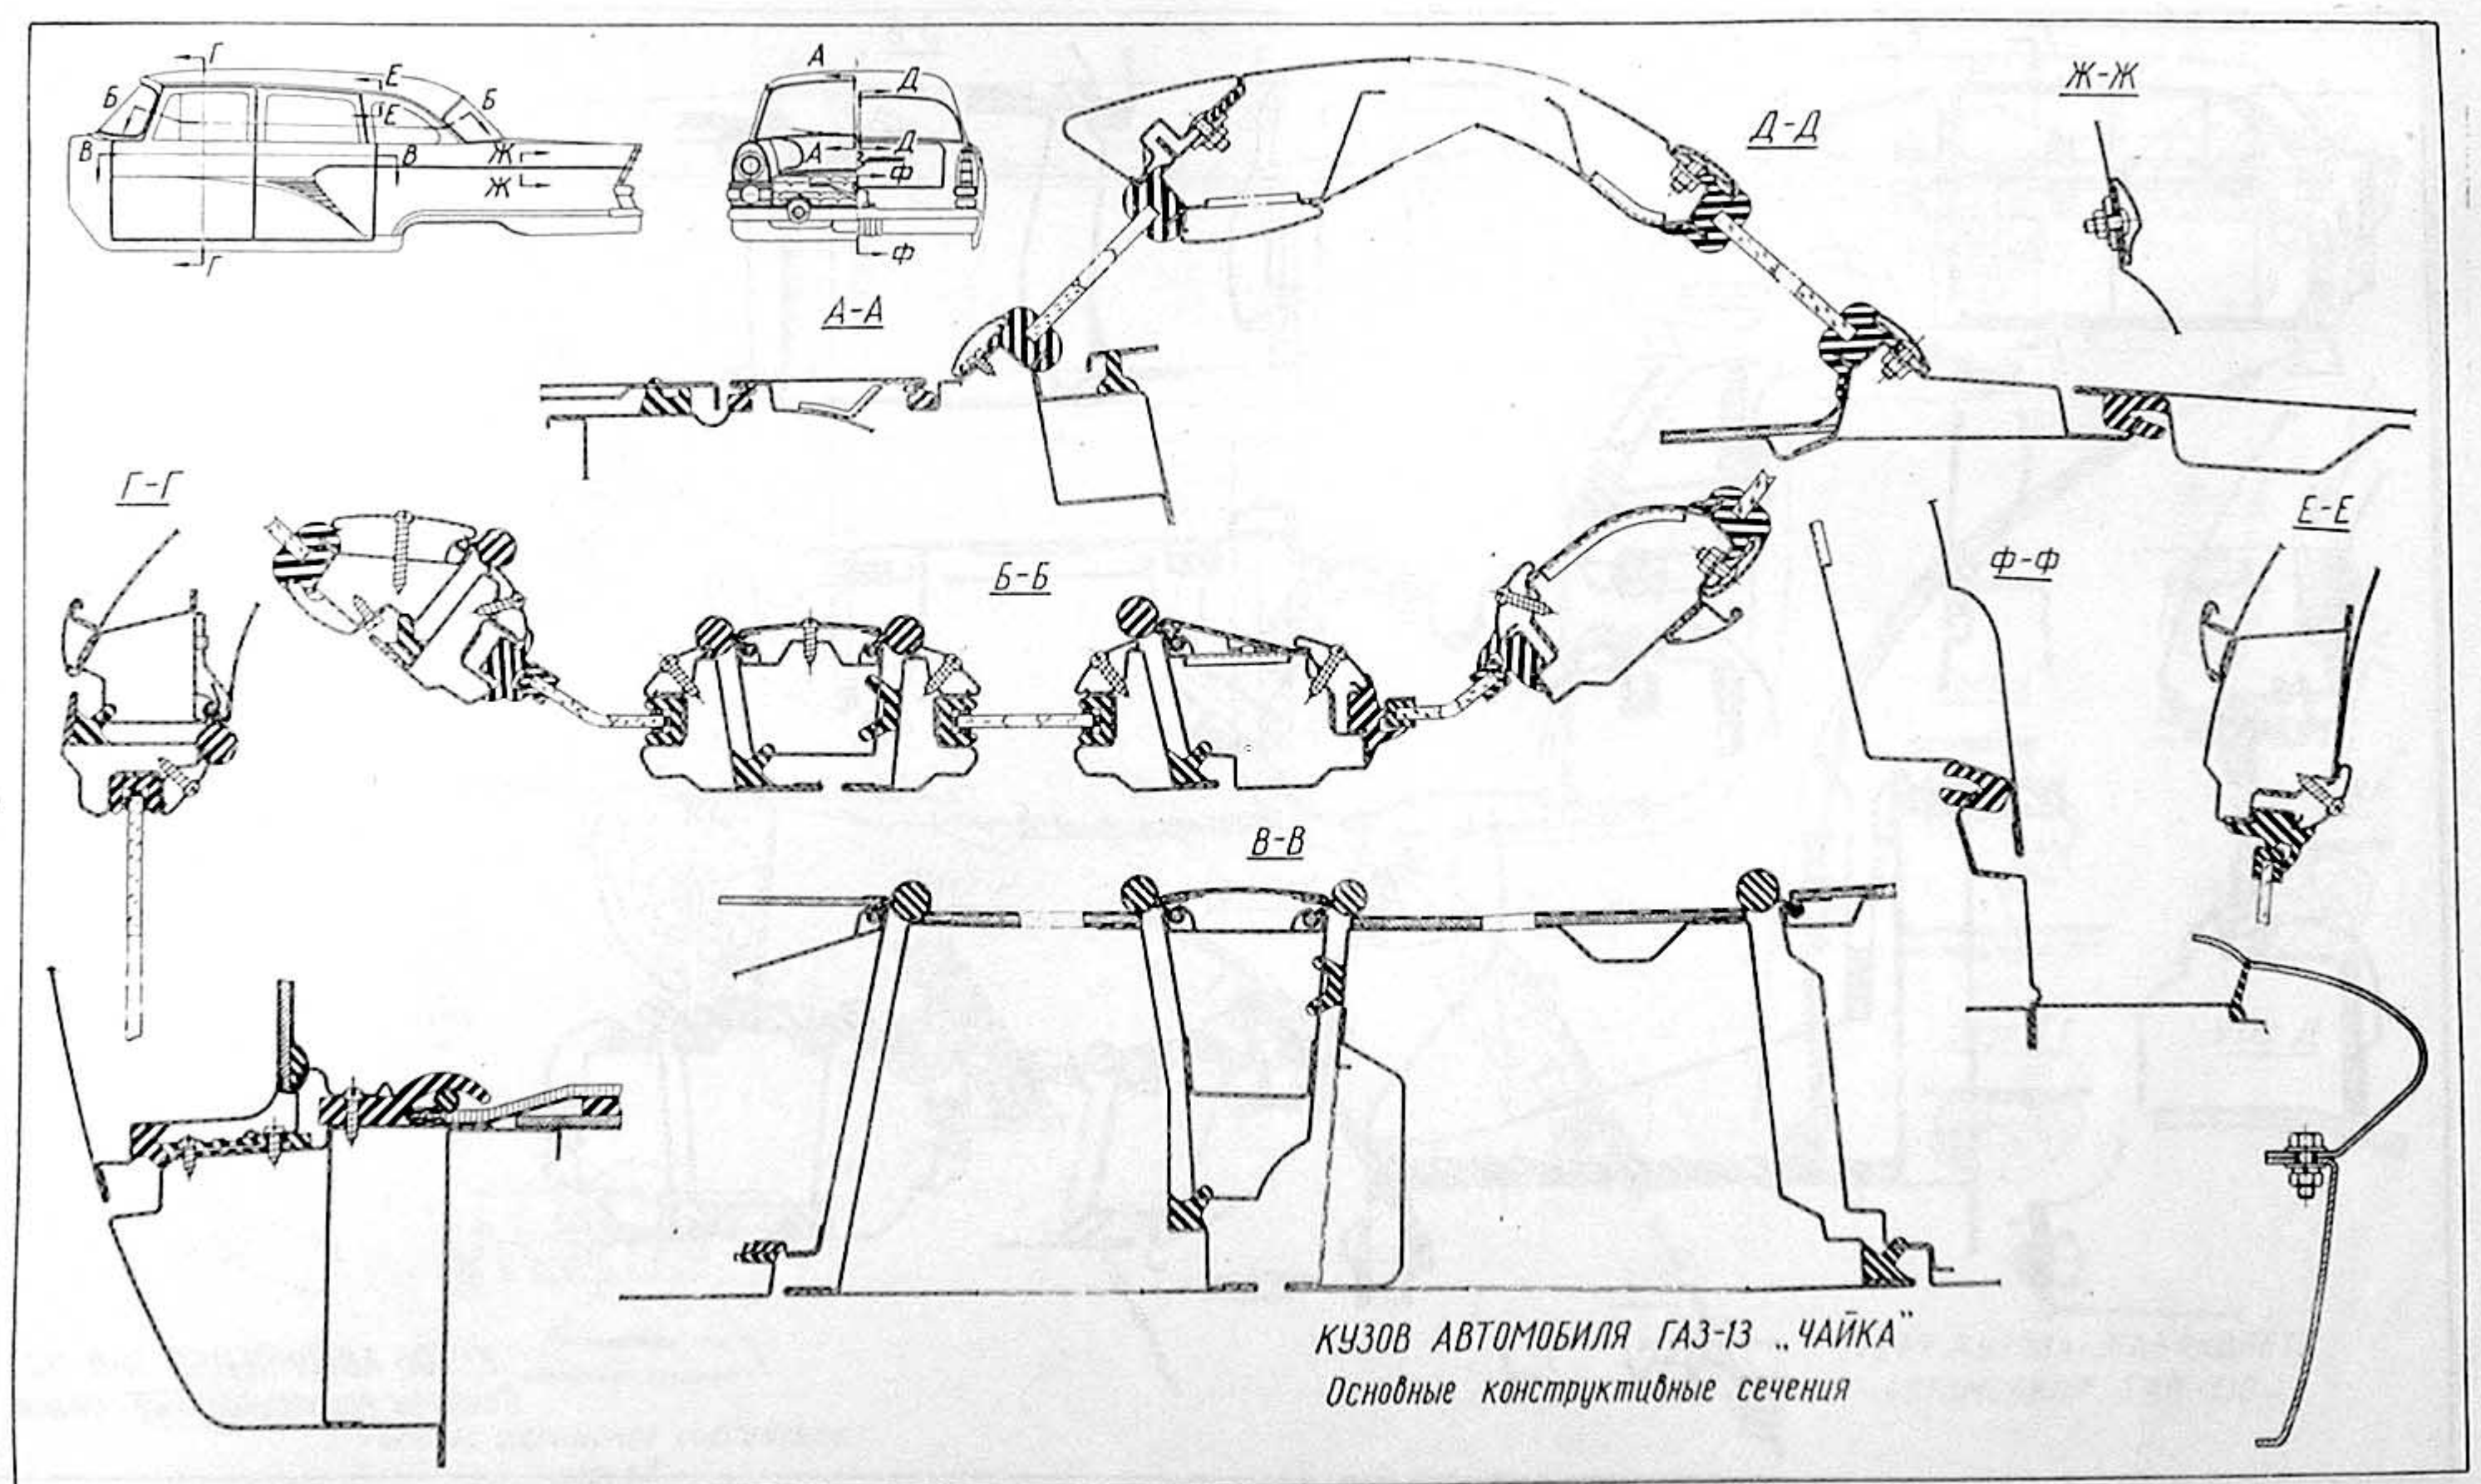 Г
Е
Б
Б
Е
В
В
Ж
Ж
Г
А
Д
А
Д
Ф
Ф
Д-Д
Ж-Ж
А-А
Г-Г
Б-Б
Ф-Ф
Е-Е
В-В
КУЗОВ АВТОМОБИЛЯ ГАЗ-13 „ЧАЙКА"
Основные конструктивные сечения